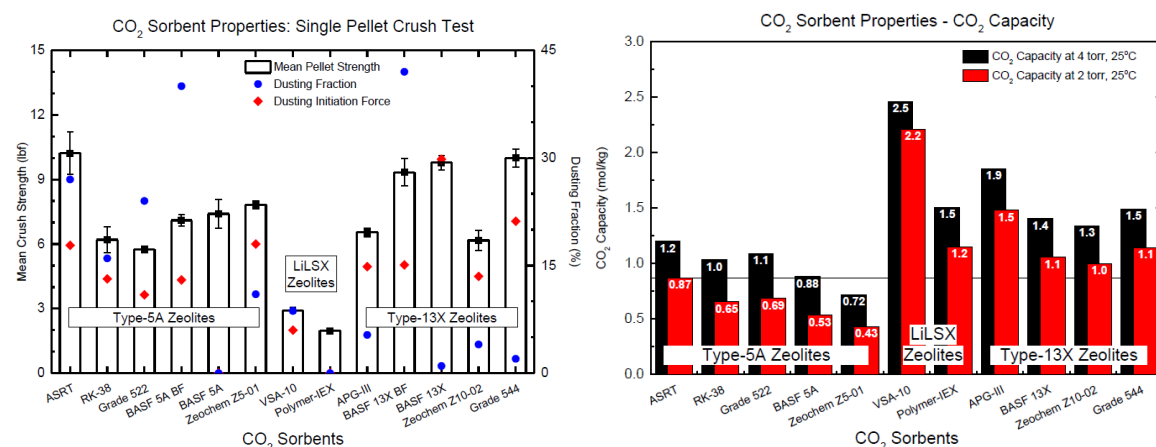 CO₂ Sorbent Properties: Single Pellet Crush Test
15
12
9
6
3
0
Mean Crush Strength (lbf)
Mean Pellet Strength
Dusting Fraction
Dusting Initiation Force
45
30
15
0
Dusting Fraction (%)
LiLSX
Zeolites
Type-5A Zeolites
Type-13X Zeolites
ASRT
RK-38
Grade 522
BASF 5A BF
BASF 5A
Zeochem Z5-01
VSA-10
Polymer-IEX
APG-III
BASF 13X BF
BASF 13X
Zeochem Z10-02
Grade 544
CO₂ Sorbents
CO₂ Sorbent Properties - CO₂ Capacity
3.0
2.5
2.0
1.5
1.0
0.5
0.0
CO₂ Capacity (mol/kg)
CO₂ Capacity at 4 torr, 25ºC
CO₂ Capacity at 2 torr, 25ºC
1.2
0.87
1.0
0.65
1.1
0.69
0.88
0.53
0.72
0.43
2.5
2.2
1.5
1.2
1.9
1.5
1.4
1.1
1.3
1.0
1.5
1.1
Type-5A Zeolites
LiLSX
Zeolites
Type-13X Zeolites
ASRT
RK-38
Grade 522
BASF 5A
Zeochem Z5-01
VSA-10
Polymer-IEX
APG-III
BASF 13X
Zeochem Z10-02
Grade 544
CO₂ Sorbents